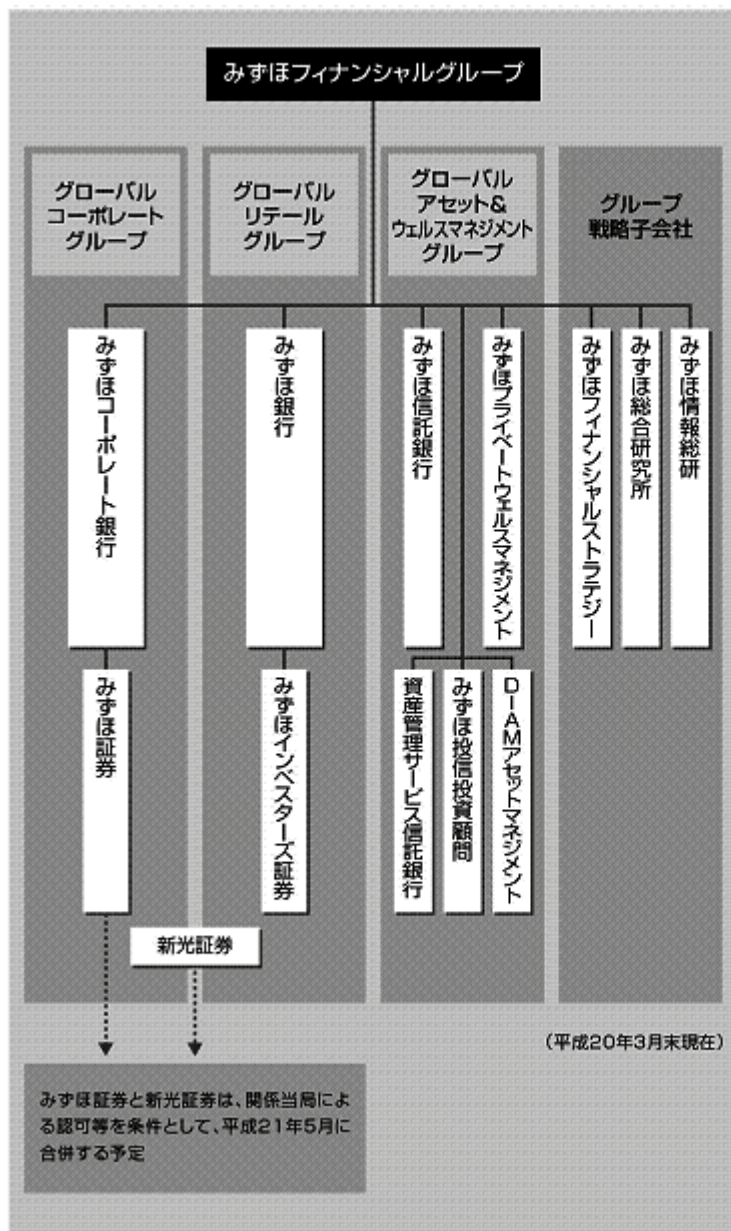 みずほフィナンシャルグループ
グローバル
コーポレート
グループ
グローバル
リテール
グループ
グローバル
アセット&
ウェルスマネジメント
グループ
グループ
戦略子会社
みずほコーポレート銀行
みずほ銀行
みずほ信託銀行
みずほプライベートウェルスマネジメント
みずほフィナンシャルストラテジー
みずほ総合研究所
みずほ情報総研
みずほ証券
みずほインベスターズ証券
資産管理サービス信託銀行
みずほ投信投資顧問
DIAMアセットマネジメント
新光証券
(平成20年3月末現在)
みずほ証券と新光証券は、関係当局によ
る認可等を条件として、平成21年5月に
合併する予定